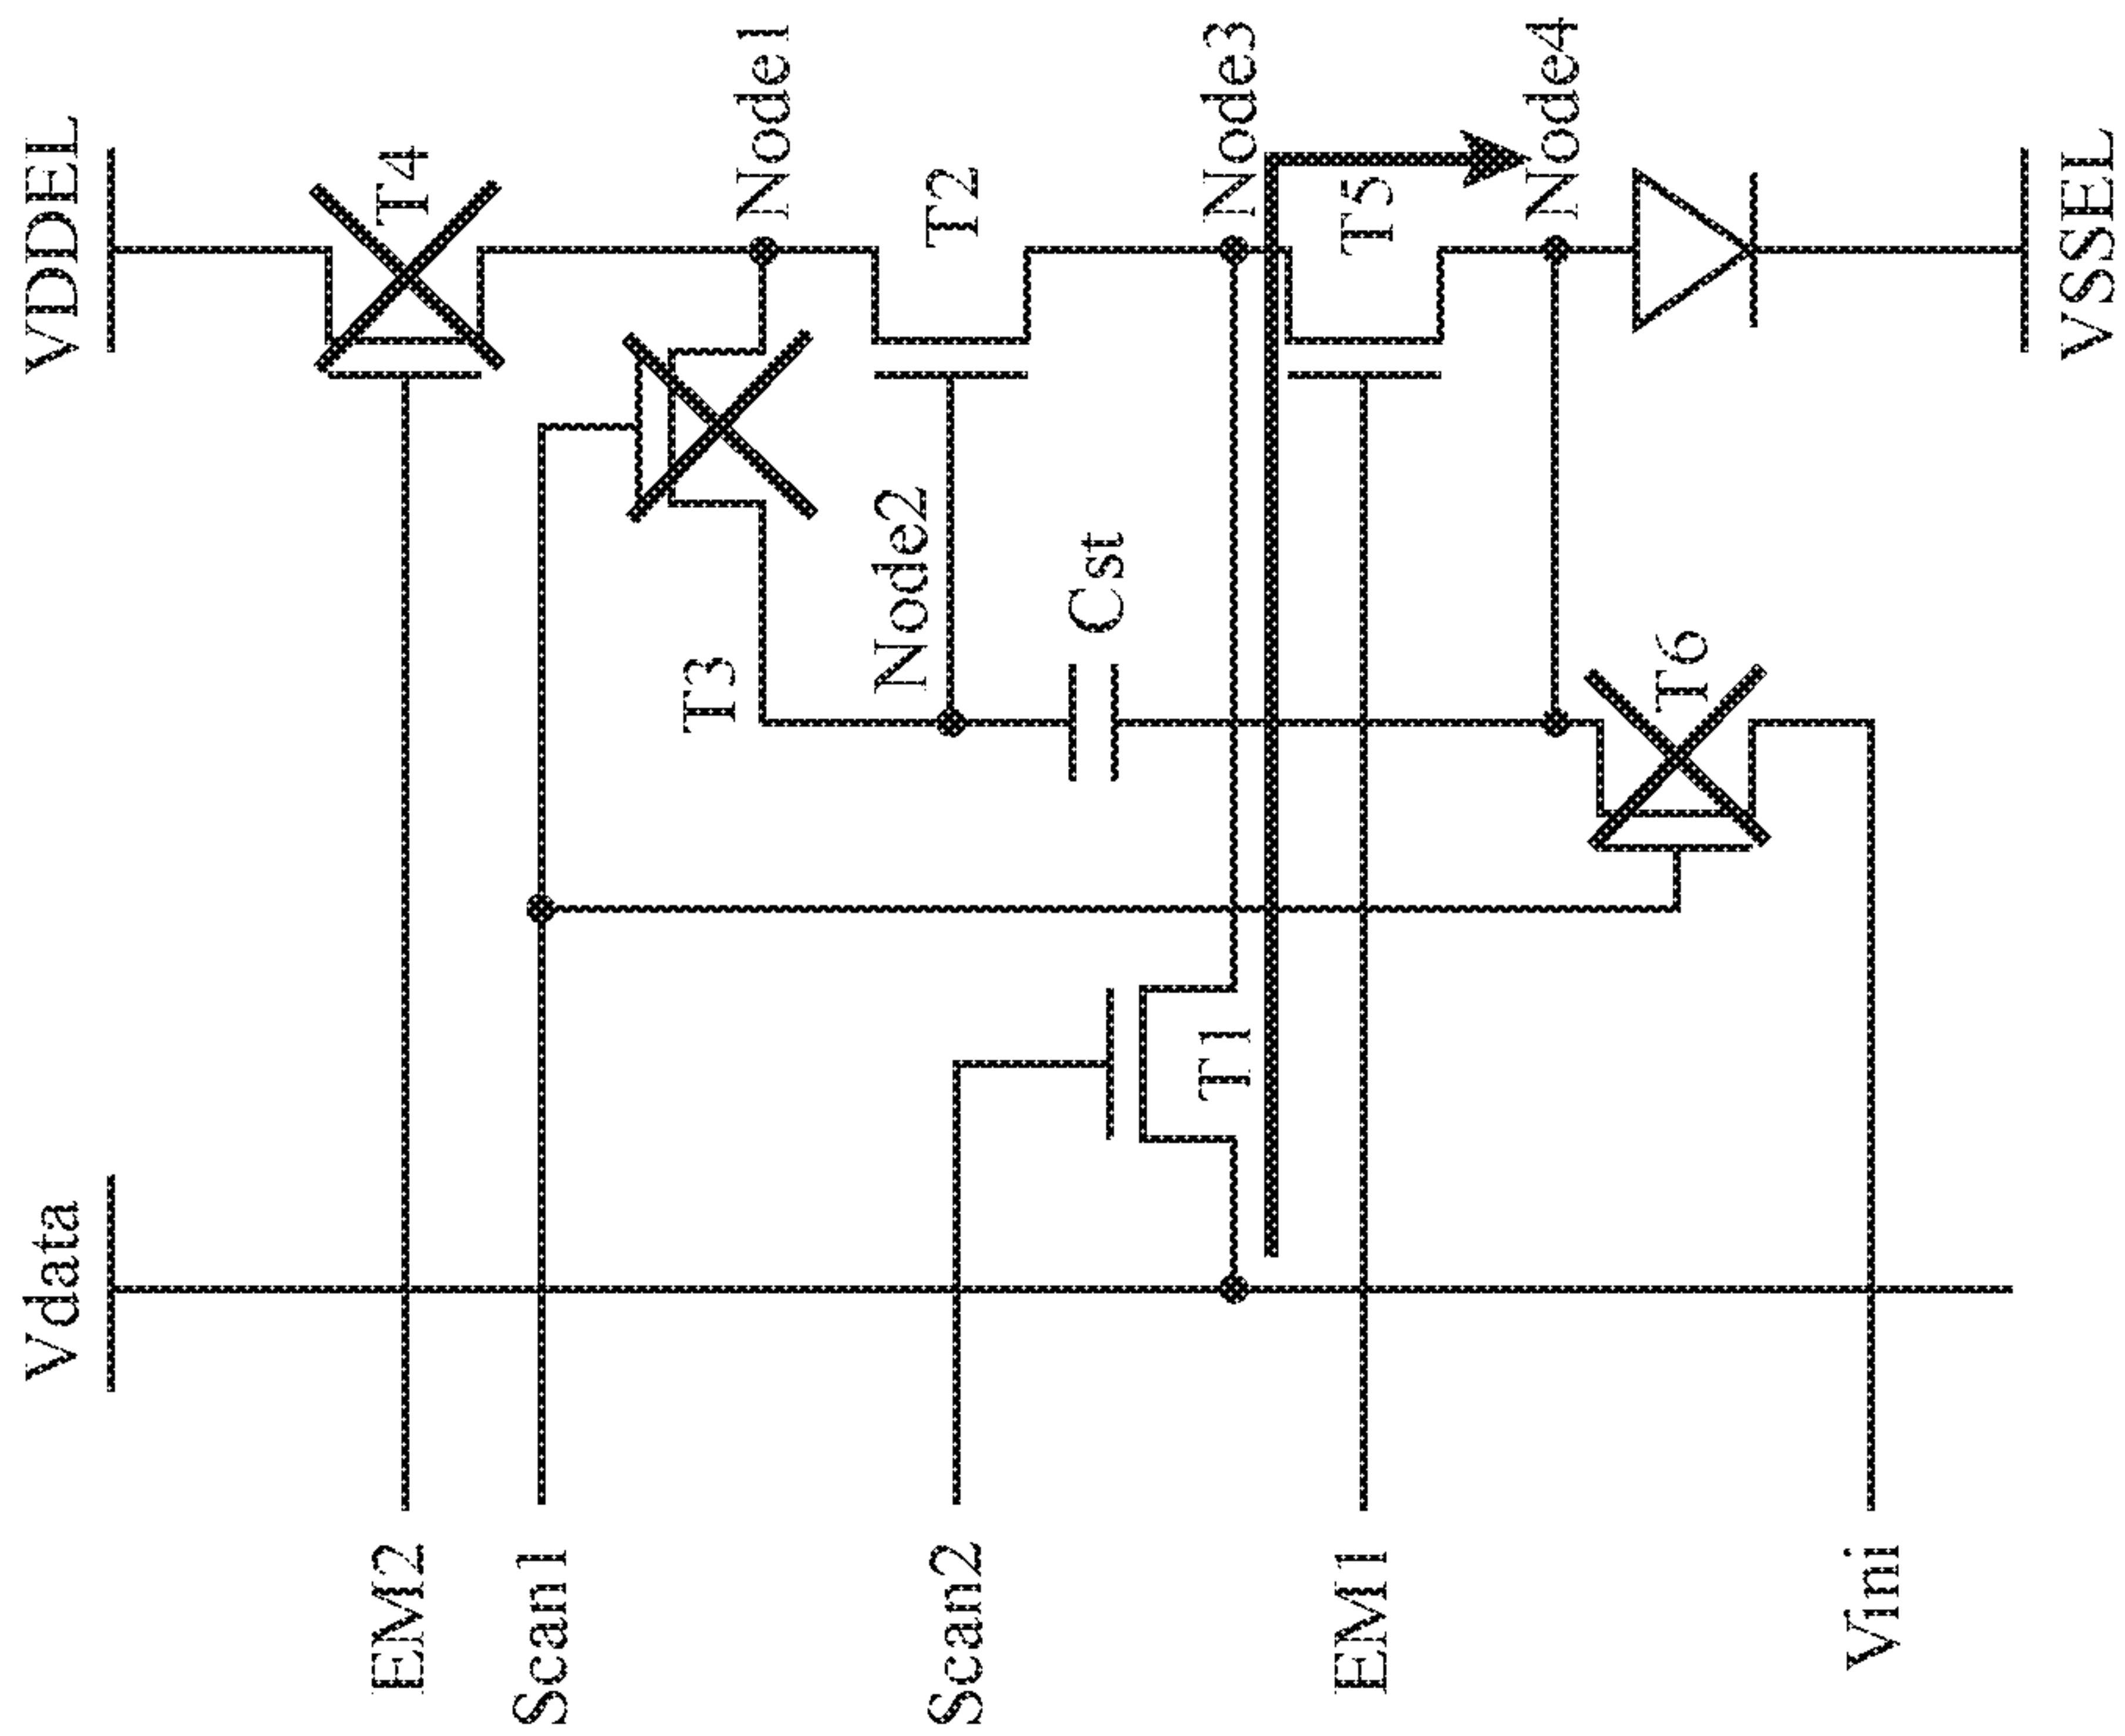 VDDEL
T4
Node1
T2
Node3
T5
Node4
VSSEL
T3
Node2
Cst
T6
T1
Vdata
EM2
Scan1
Scan2
EM1
Vini